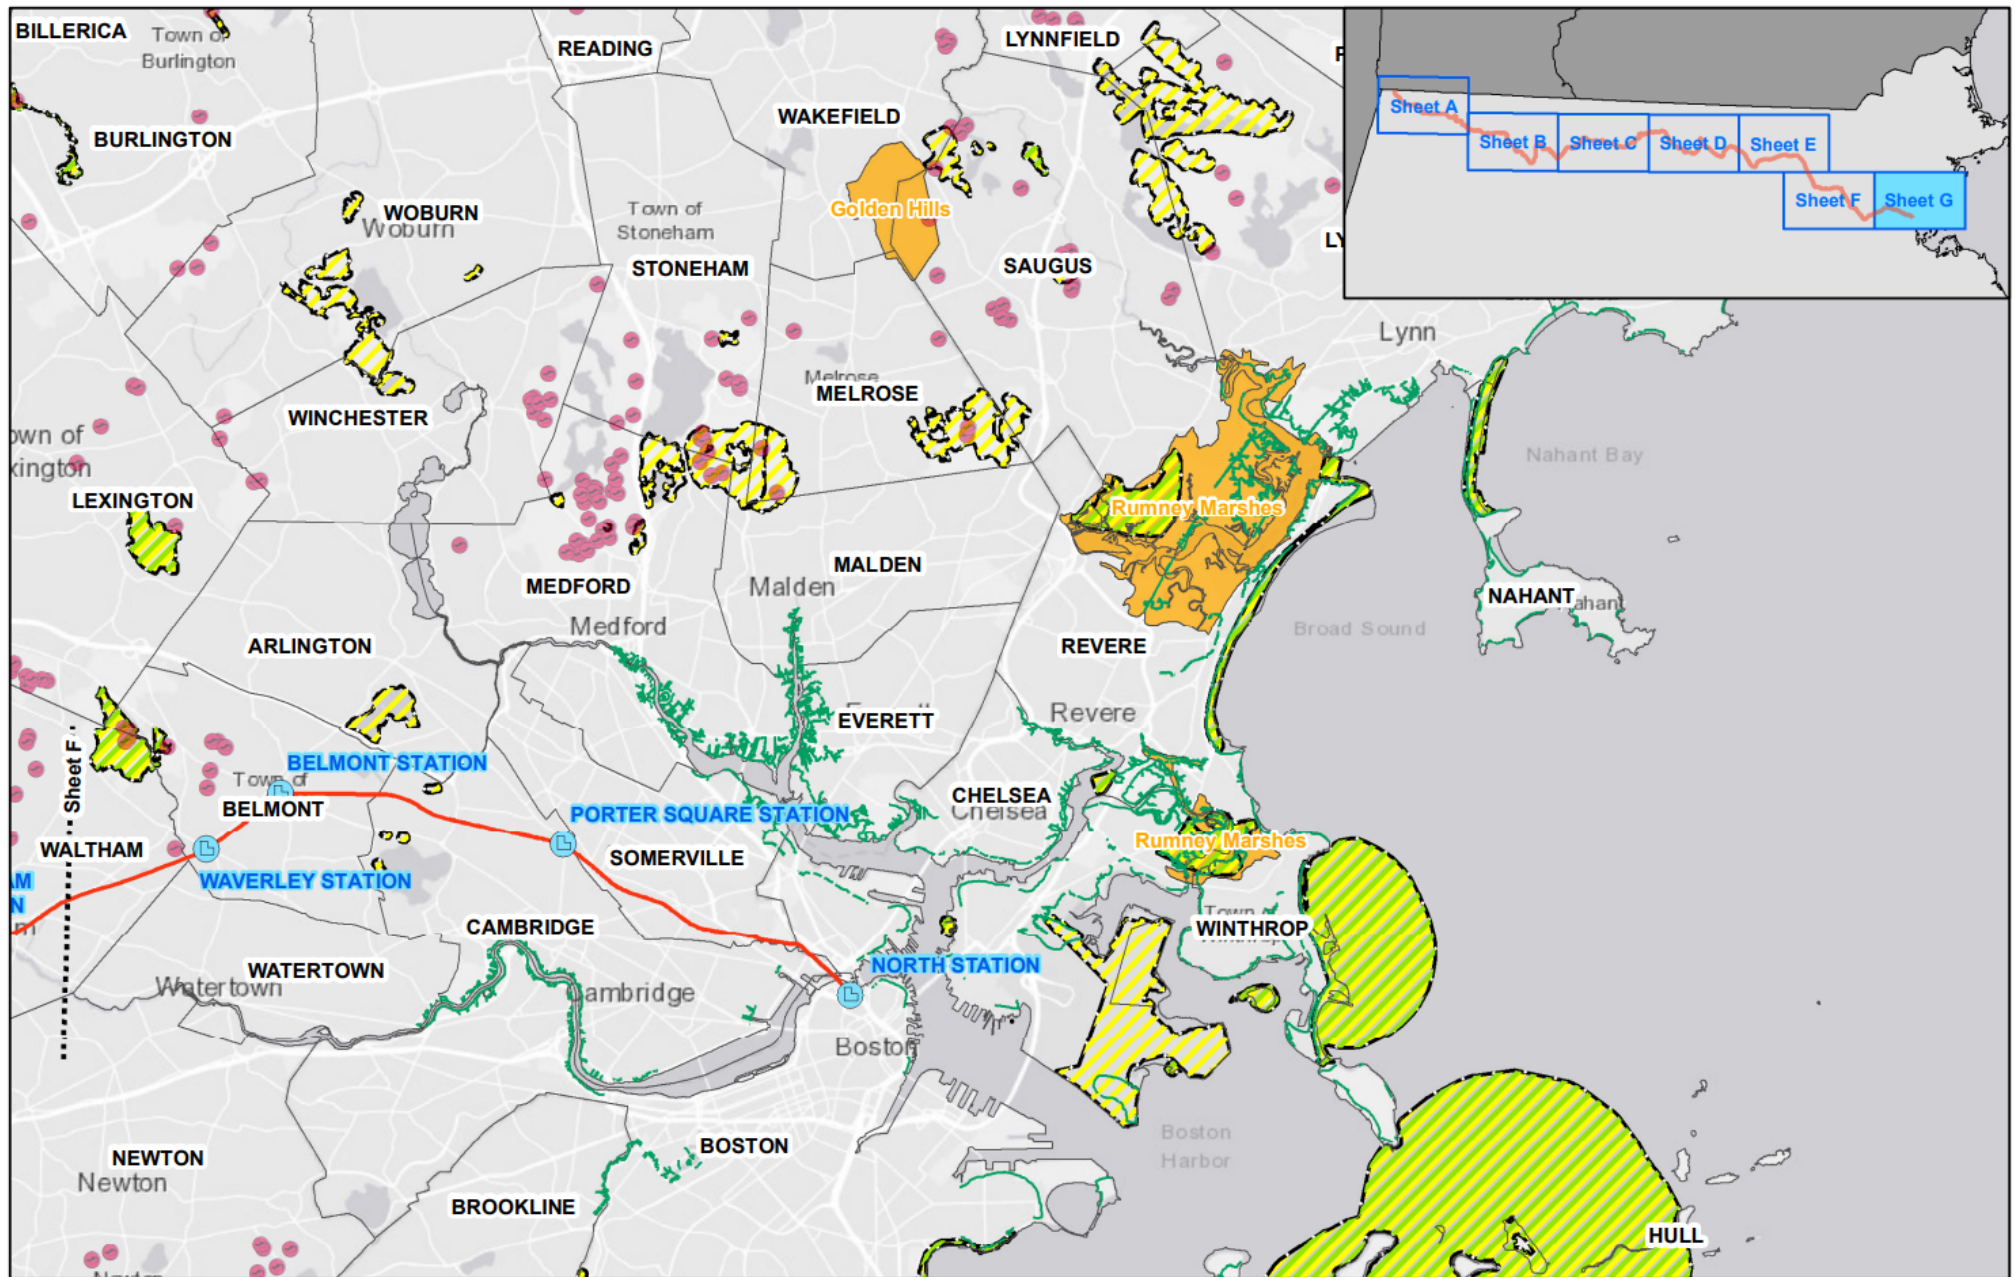 BILLERICA
Town of
Burlington
READING
LYNNFIELD
Sheet A
WAKEFIELD
BURLINGTON
Sheet B
Sheet C
Sheet D
Sheet E
Golden Hills
Sheet F
Sheet G
WOBURN
Woburn
Town of
Stoneham
STONEHAM
SAUGUS
LY
Lynn
Melrose
MELROSE
WINCHESTER
own of
xington
Nahant Bay
LEXINGTON
Rumney Marshes
MALDEN
MEDFORD
Malden
NAHANT
ahant
Medford
Broad Sound
ARLINGTON
REVERE
EVERETT
Revere
Sheet F
BELMONT STATION
Town of
BELMONT
CHELSEA
Chelsea
PORTER SQUARE STATION
Rumney Marshes
WALTHAM
SOMERVILLE
AM
N
m
WAVERLEY STATION
Town of
WINTHROP
CAMBRIDGE
NORTH STATION
WATERTOWN
Watertown
ambridge
Boston
Boston
Harbor
BOSTON
NEWTON
Newton
BROOKLINE
HULL